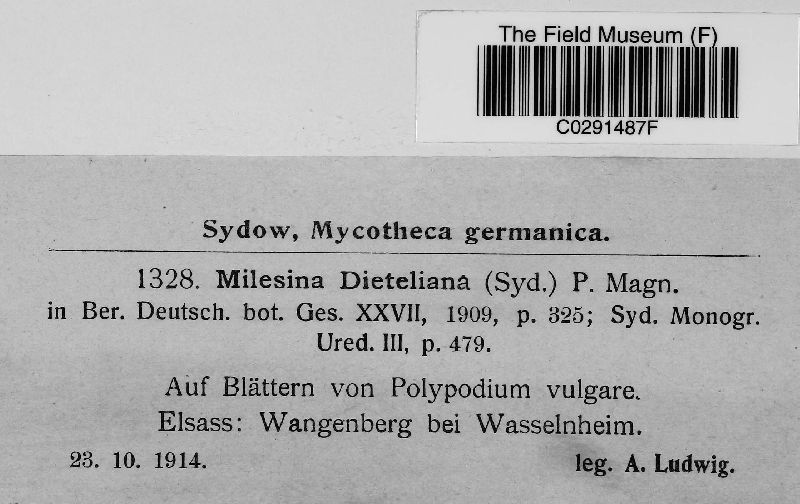 The Field Museum (F)
C0291487F
Sydow, Mycotheca germanica.
1328. Milesina Dieteliana (Syd.) P. Magn.
in Ber. Deutsch. bot. Ges. XXVII, 1909, p. 325; Syd. Monogr.
Ured. III, p. 479.
Auf Blättern von Polypodium vulgare.
Elsass: Wangenberg bei Wasselnheim.
23. 10. 1914. leg. A. Ludwig.